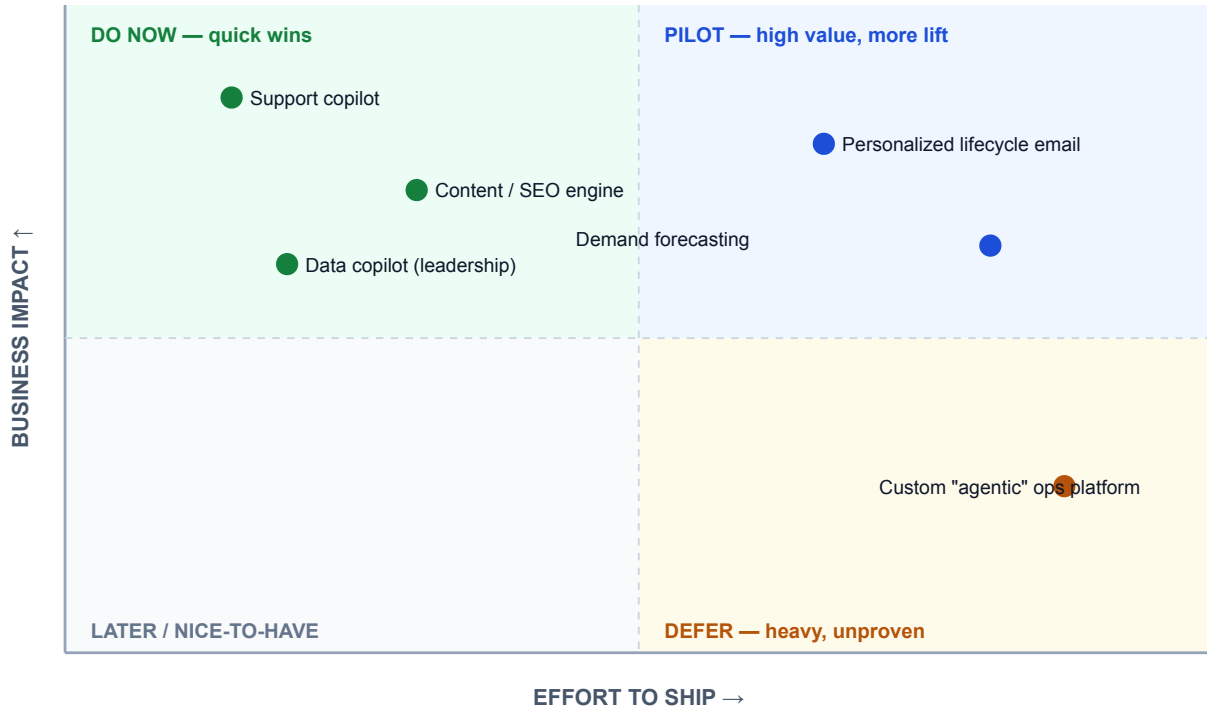 DO NOW — quick wins
PILOT — high value, more lift
Support copilot
Personalized lifecycle email
Content / SEO engine
Demand forecasting
Data copilot (leadership)
BUSINESS IMPACT →
Custom "agentic" ops platform
LATER / NICE-TO-HAVE
DEFER — heavy, unproven
EFFORT TO SHIP →